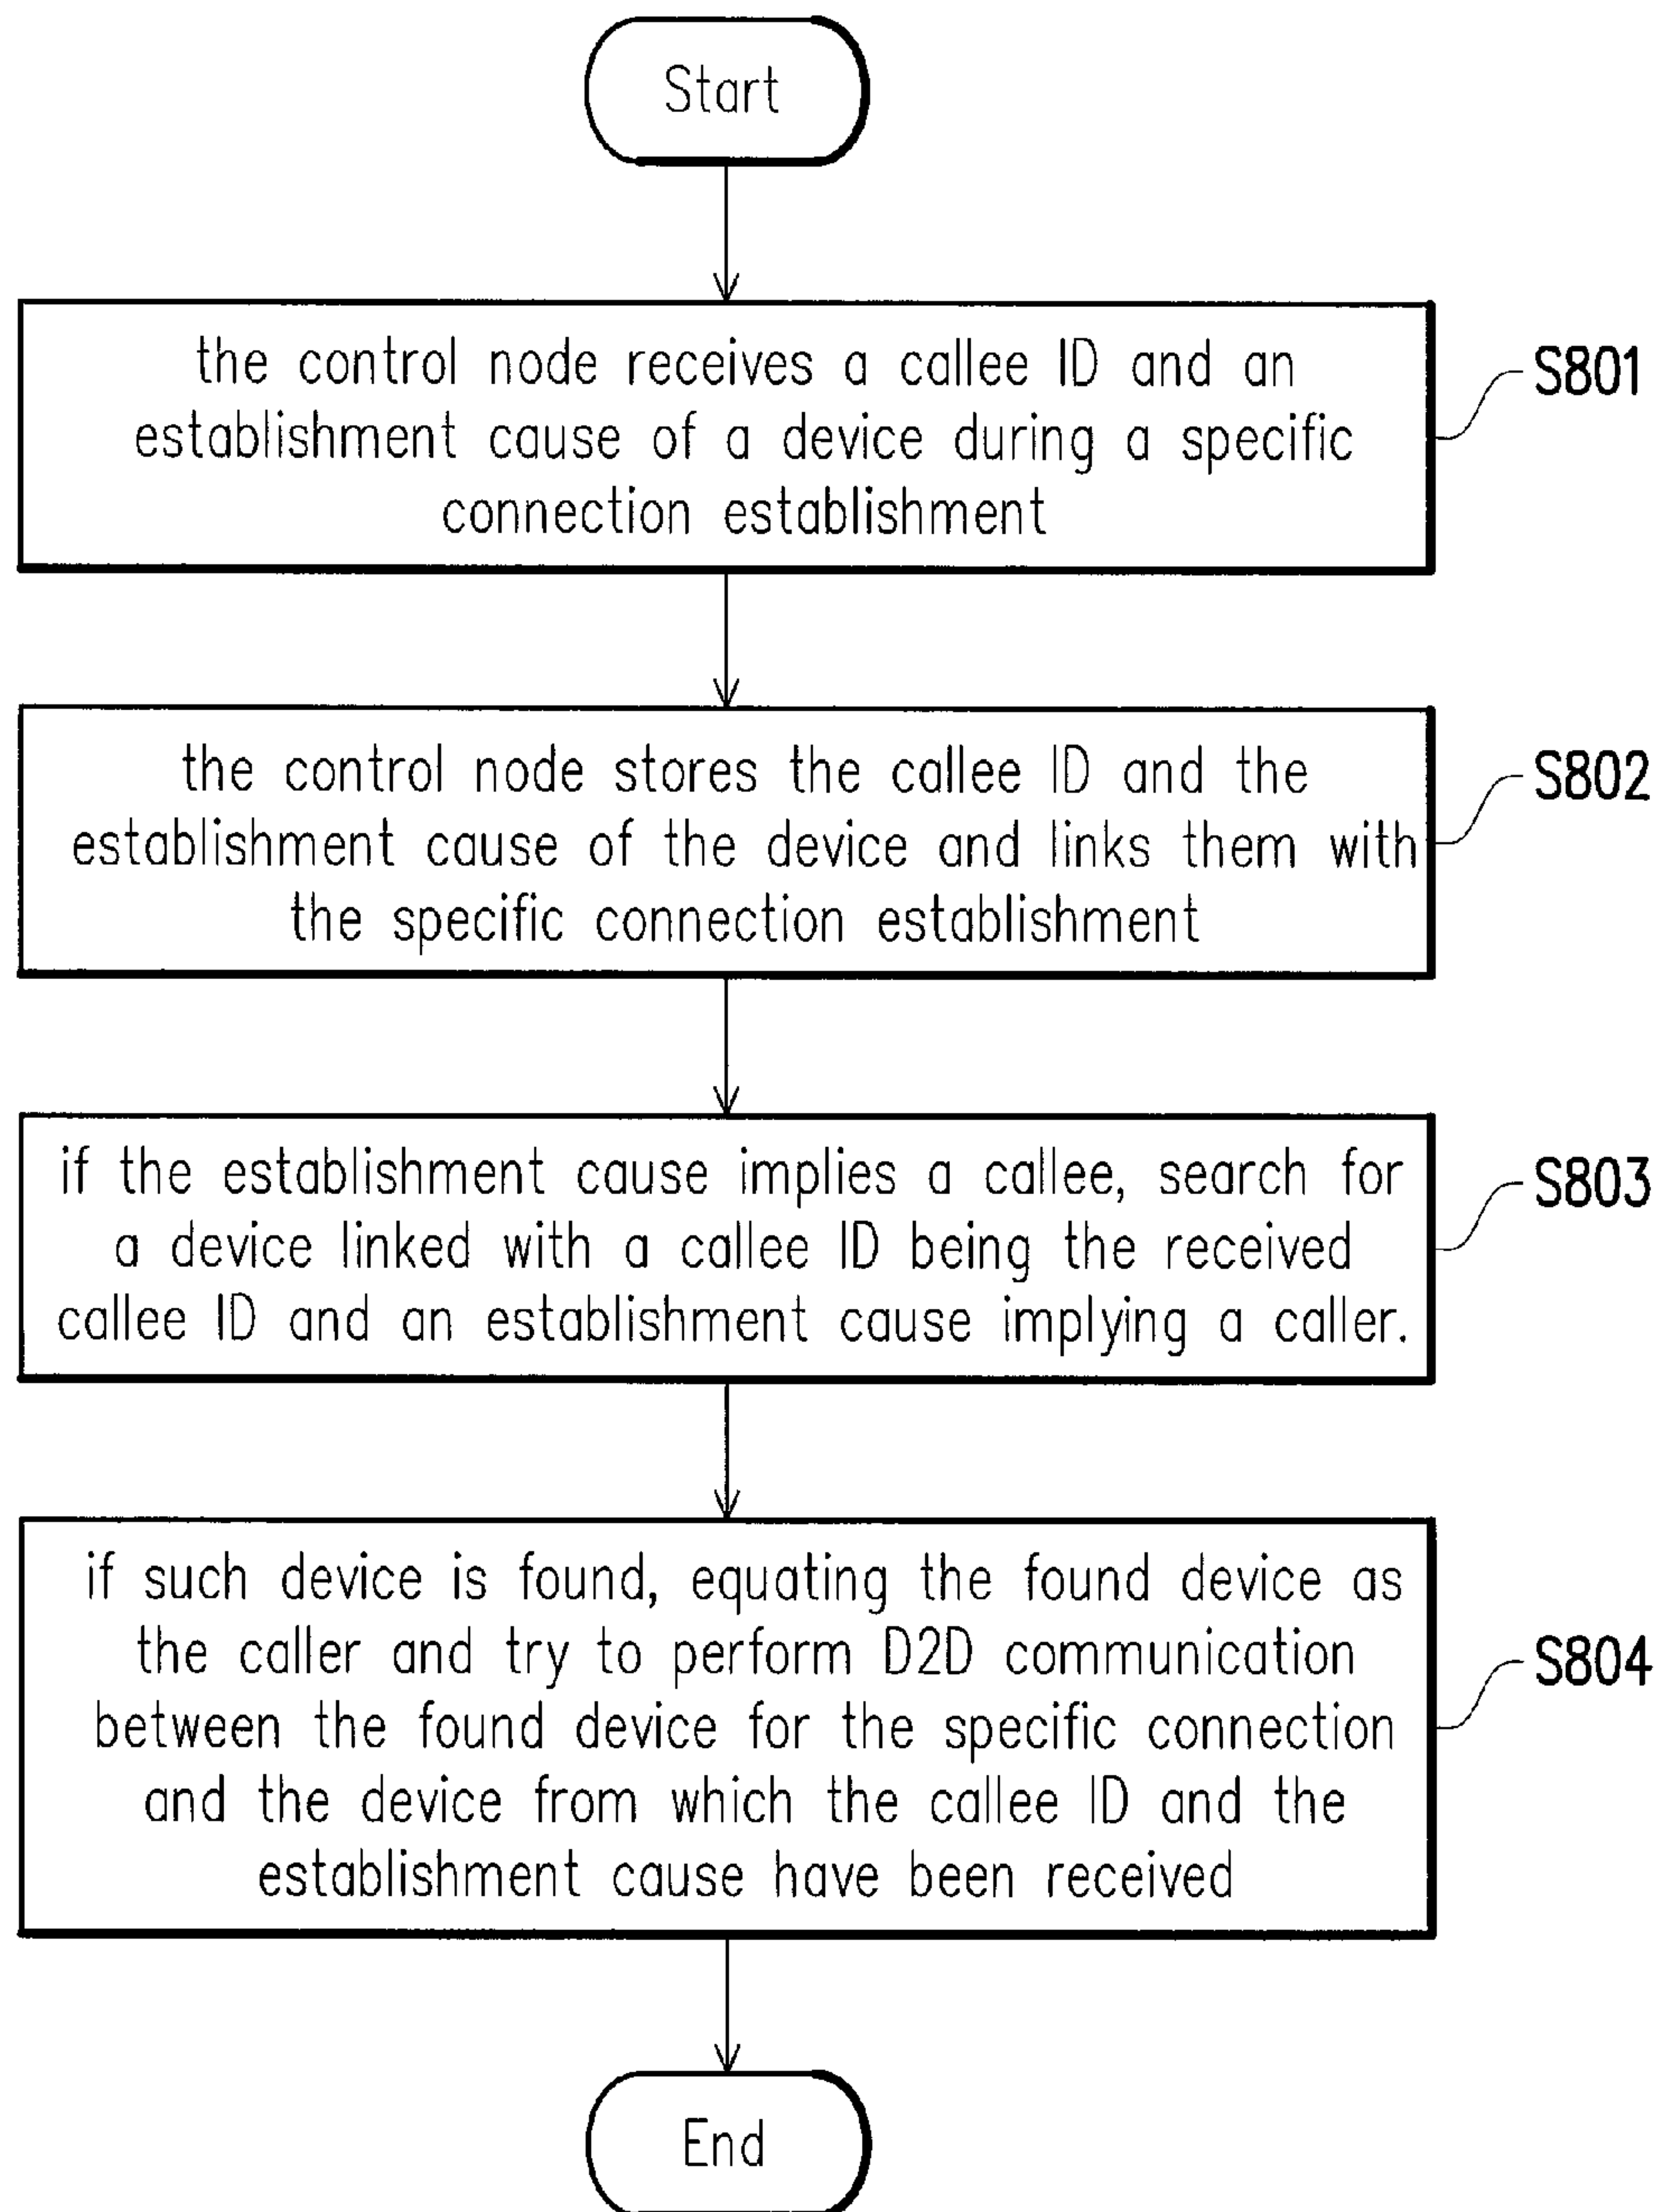 Start
the control node receives a callee ID and an
establishment cause of a device during a specific
connection establishment
S801
the control node stores the callee ID and the
establishment cause of the device and links them with
the specific connection establishment
S802
if the establishment cause implies a callee, search for
a device linked with a callee ID being the received
callee ID and an establishment cause implying a caller.
S803
if such device is found, equating the found device as
the caller and try to perform D2D communication
between the found device for the specific connection
and the device from which the callee ID and the
establishment cause have been received
S804
End